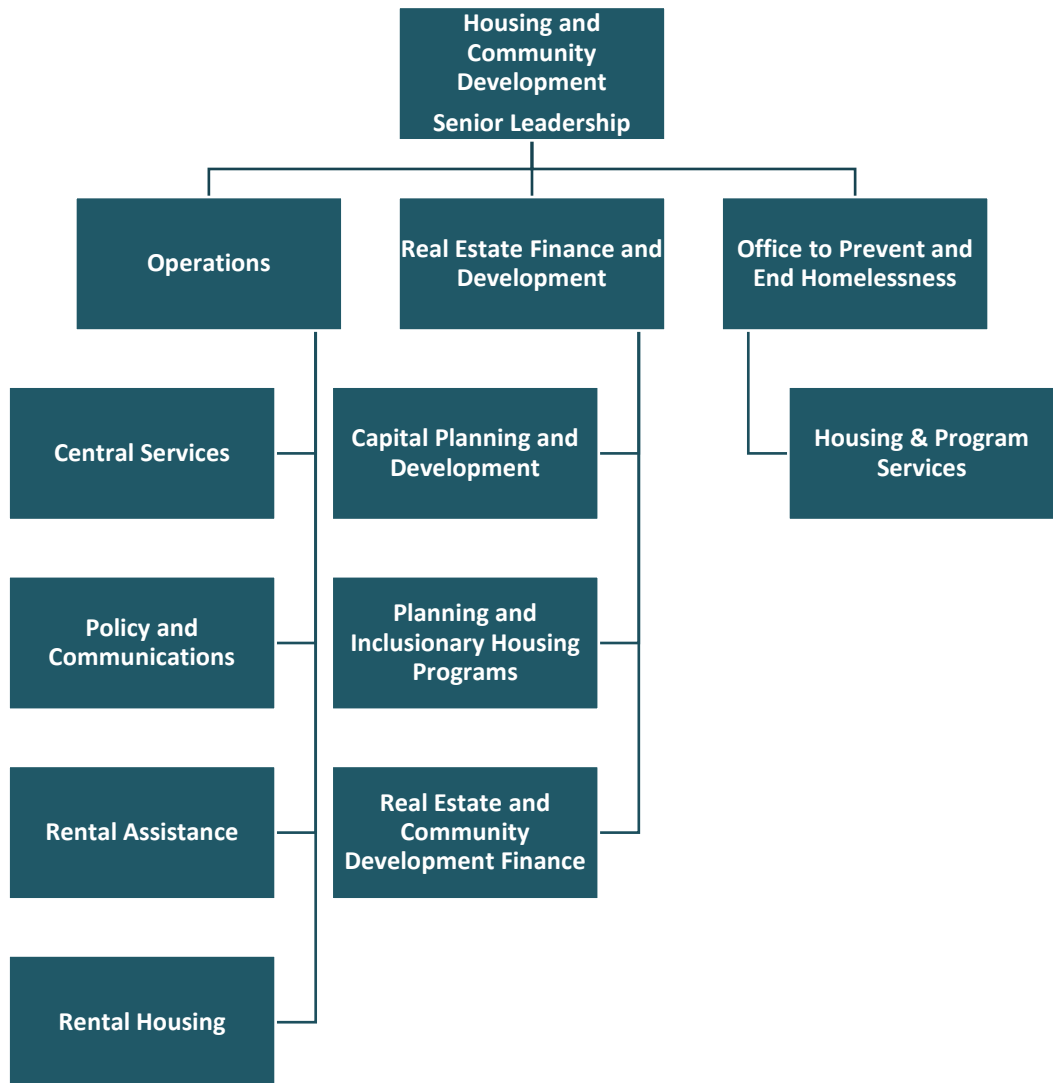 Housing and
Community
Development
Senior Leadership
Operations
Real Estate Finance and
Development
Office to Prevent and
End Homelessness
Central Services
Capital Planning and
Development
Housing & Program
Services
Policy and
Communications
Planning and
Inclusionary Housing
Programs
Rental Assistance
Real Estate and
Community
Development Finance
Rental Housing